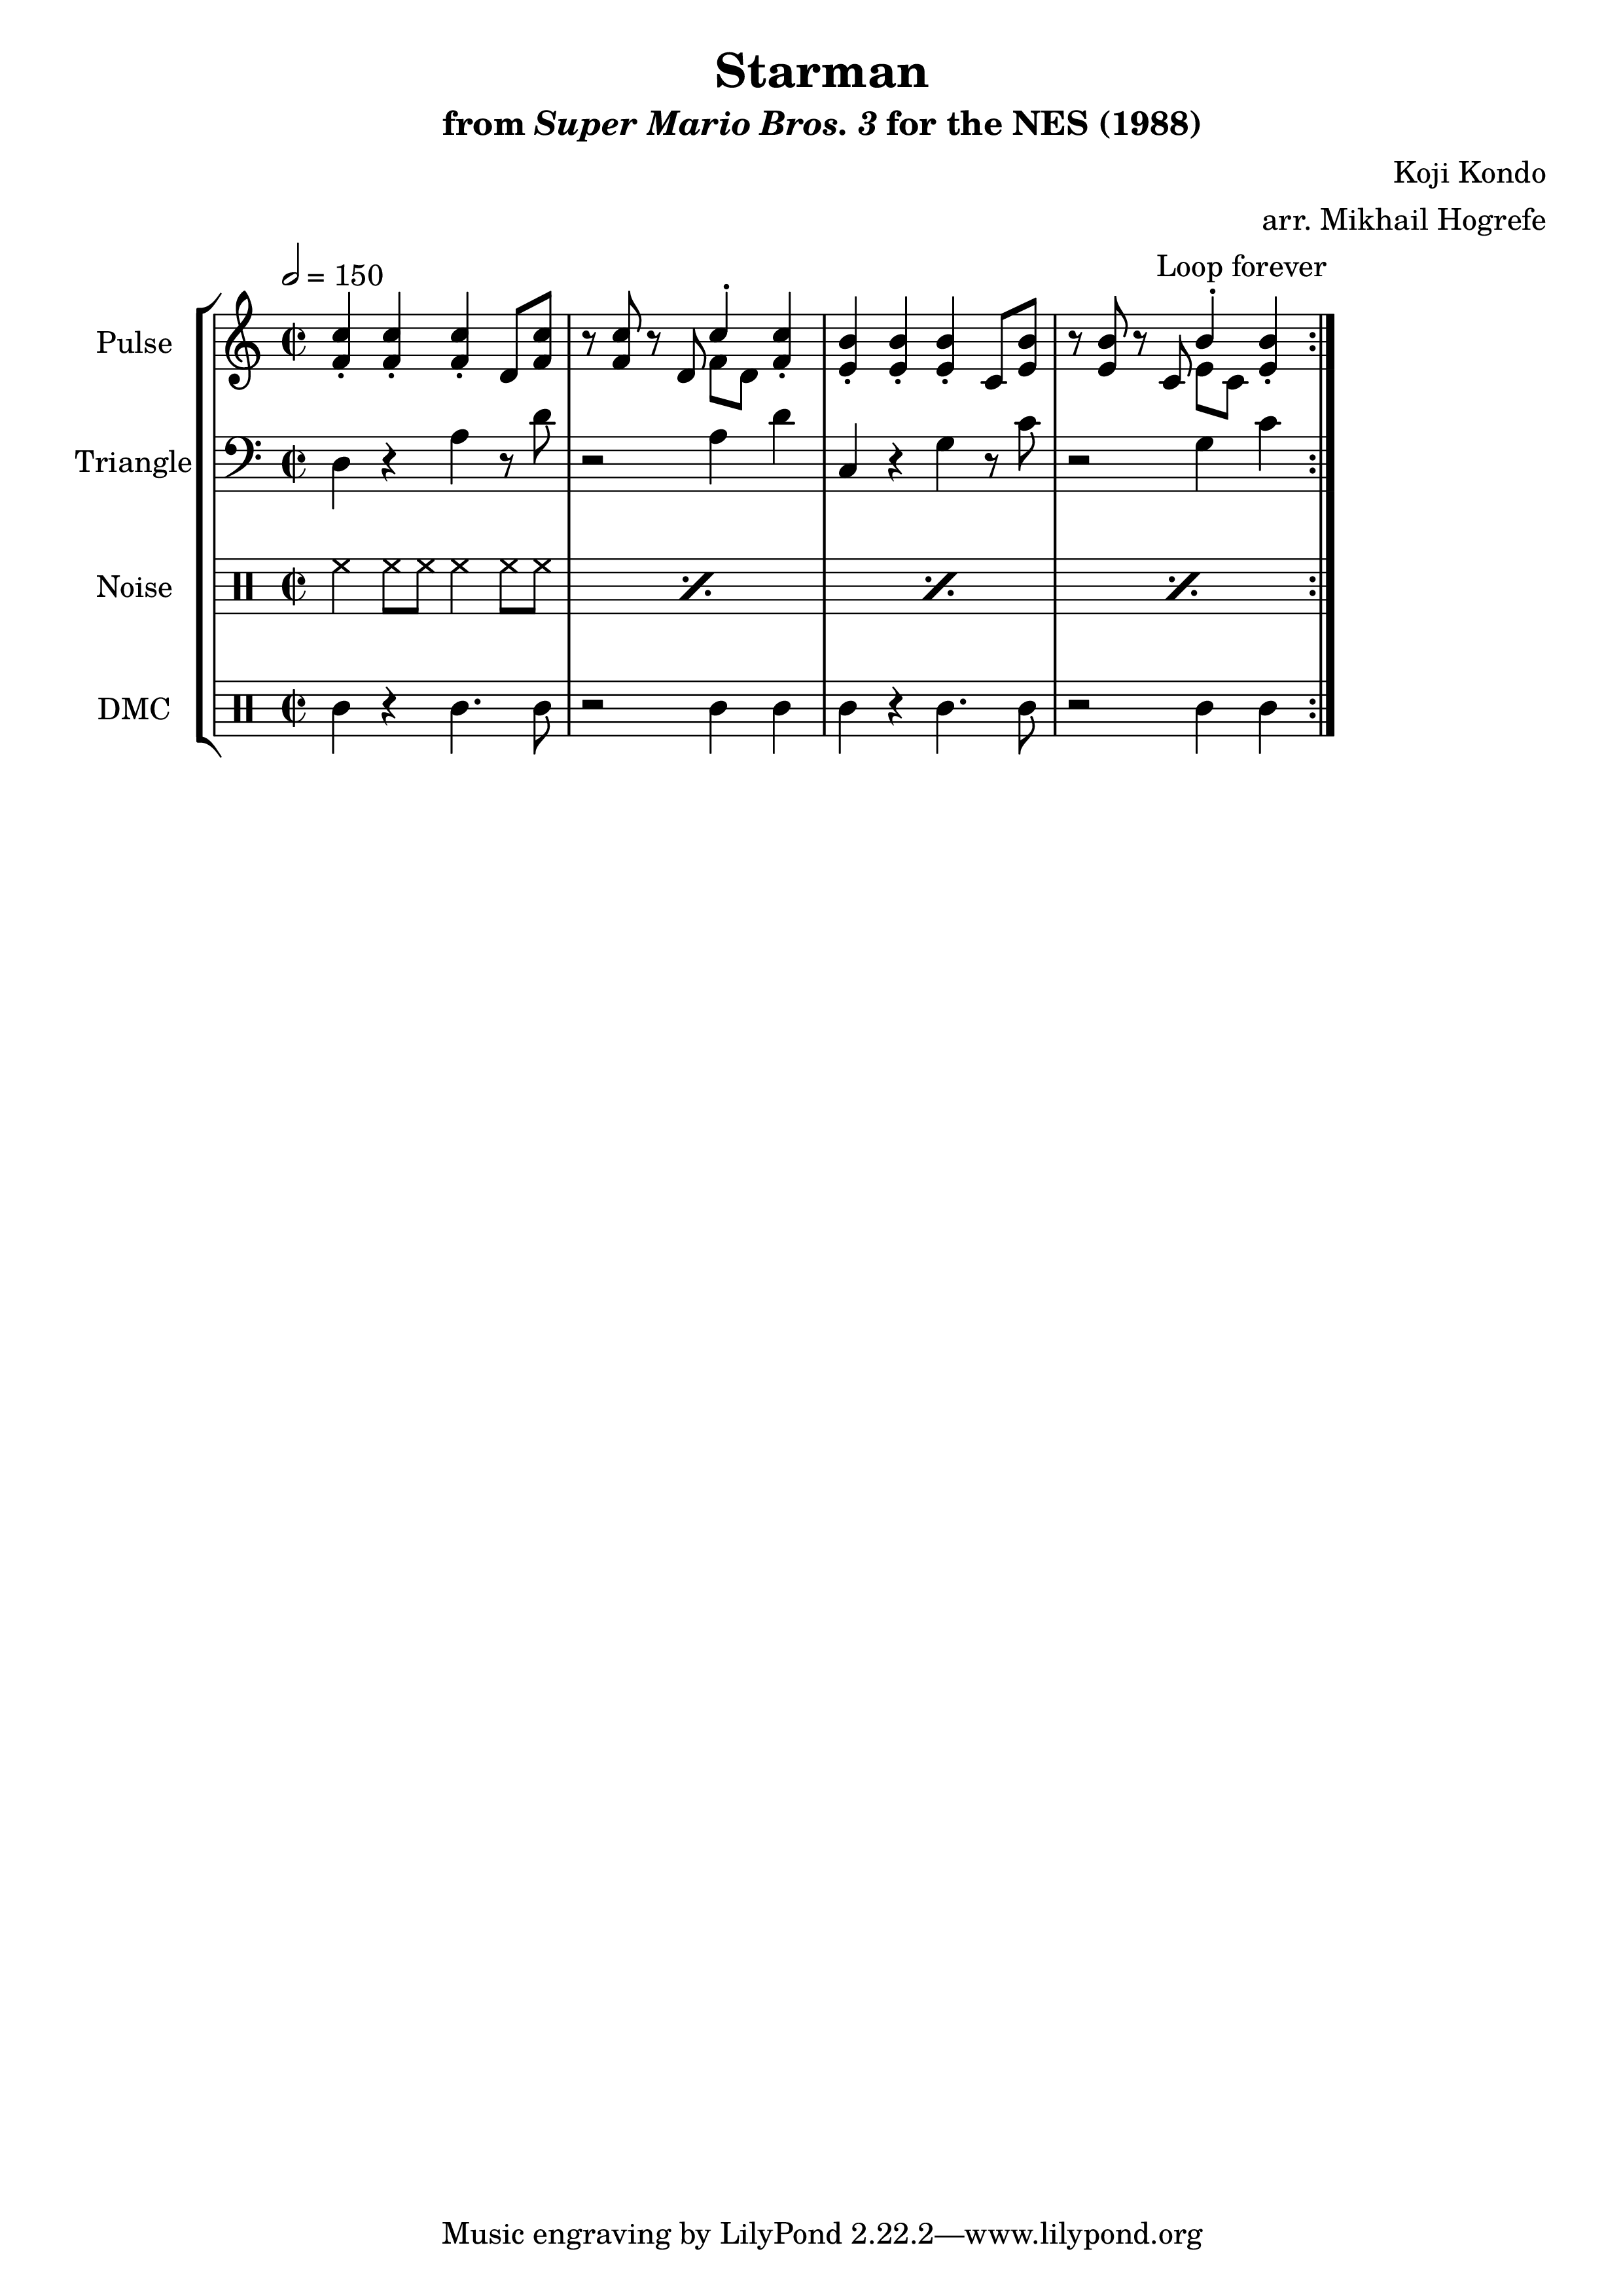 Starman
from Super Mario Bros. 3 for the NES (1988)
Koji Kondo
arr. Mikhail Hogrefe
Loop forever
= 150
Pulse
Triangle
Noise
DMC
Music engraving by LilyPond 2.22.2—www.lilypond.org